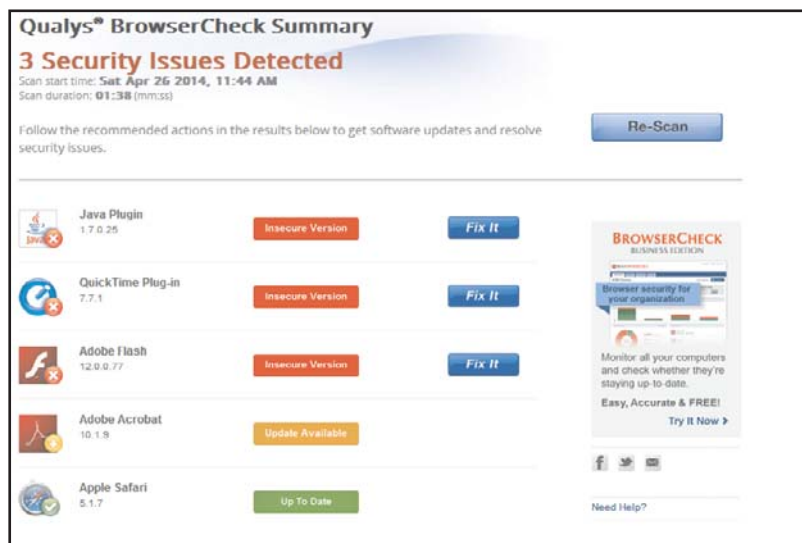 Qualys® BrowserCheck Summary
3 Security Issues Detected
Scan start time: Sat Apr 26 2014, 11:44 AM
Scan duration: 01:38 (mm:ss)
Follow the recommended actions in the results below to get software updates and resolve
security issues.
Re-Scan
Java Plugin
1.7.0.25
Insecure Version
Fix It
QuickTime Plug-in
7.7.1
Insecure Version
Fix It
Adobe Flash
12.0.0.77
Insecure Version
Fix It
Adobe Acrobat
10.1.9
Update Available
Apple Safari
5.1.7
Up To Date
BROWSERCHECK
BUSINESS EDITION
Browser security for
your organization
Monitor all your computers
and check whether they're
staying up-to-date.
Easy, Accurate & FREE!
Try It Now
Need Help?